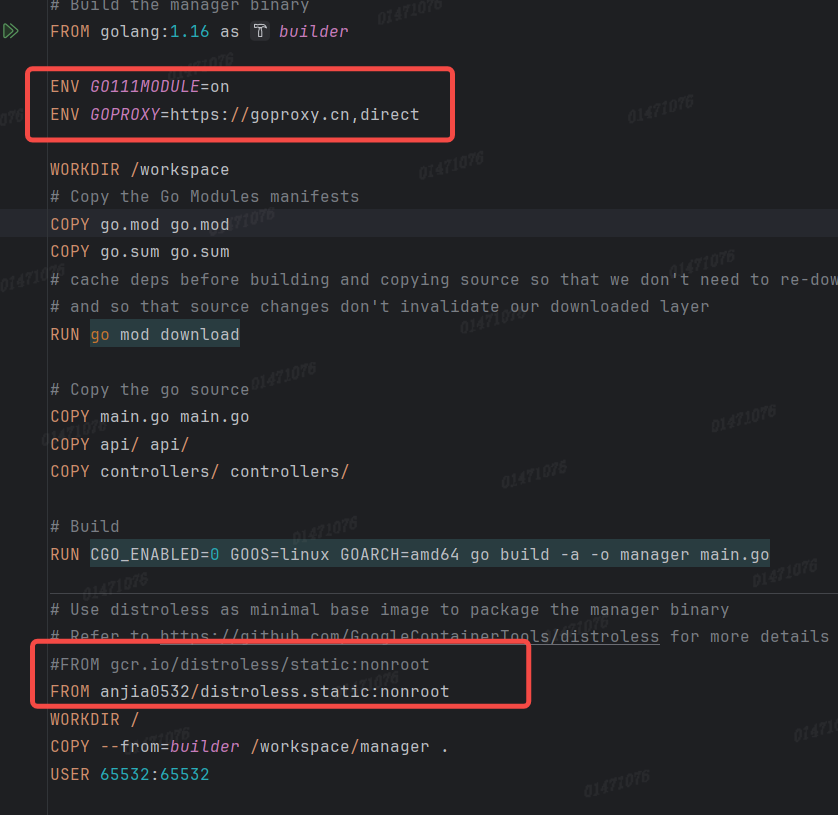 # Build the manager binary
FROM golang:1.16 as builder
ENV GO111MODULE=on
ENV GOPROXY=https://goproxy.cn,direct
WORKDIR /workspace
# Copy the Go Modules manifests
COPY go.mod go.mod
COPY go.sum go.sum
# cache deps before building and copying source so that we don't need to re-dow
# and so that source changes don't invalidate our downloaded layer
RUN go mod download
# Copy the go source
COPY main.go main.go
COPY api/ api/
COPY controllers/ controllers/
# Build
RUN CGO_ENABLED=0 GOOS=linux GOARCH=amd64 go build -a -o manager main.go
# Use distroless as minimal base image to package the manager binary
# Refer to https://github.com/GoogleContainerTools/distroless for more details
#FROM gcr.io/distroless/static:nonroot
FROM anjia0532/distroless.static:nonroot
WORKDIR /
COPY --from=builder /workspace/manager .
USER 65532:65532
01471076